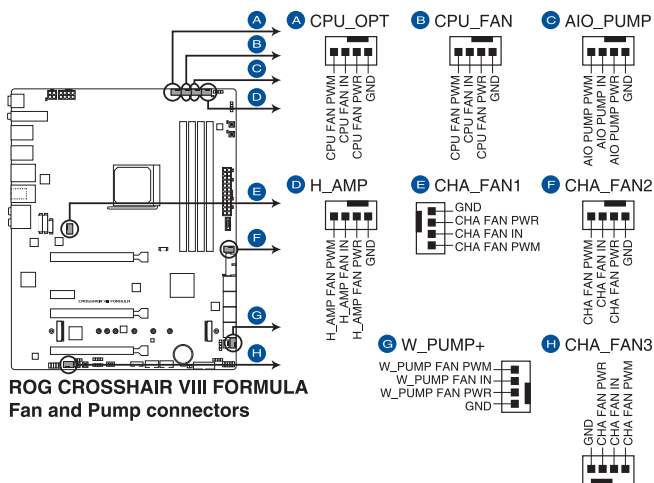 A
B
C
D
E
F
G
H
CROSSHAIR VIII FORMULA
ROG CROSSHAIR VIII FORMULA
Fan and Pump connectors
A CPU_OPT
CPU FAN PWM
CPU FAN IN
CPU FAN PWR
GND
B CPU_FAN
CPU FAN PWM
CPU FAN IN
CPU FAN PWR
GND
C AIO_PUMP
AIO PUMP PWM
AIO PUMP IN
AIO PUMP PWR
GND
D H_AMP
H_AMP FAN PWM
H_AMP FAN IN
H_AMP FAN PWR
GND
E CHA_FAN1
GND
CHA FAN PWR
CHA FAN IN
CHA FAN PWM
F CHA_FAN2
CHA FAN PWM
CHA FAN IN
CHA FAN PWR
GND
G W_PUMP+
W_PUMP FAN PWM
W_PUMP FAN IN
W_PUMP FAN PWR
GND
H CHA_FAN3
GND
CHA FAN PWR
CHA FAN IN
CHA FAN PWM